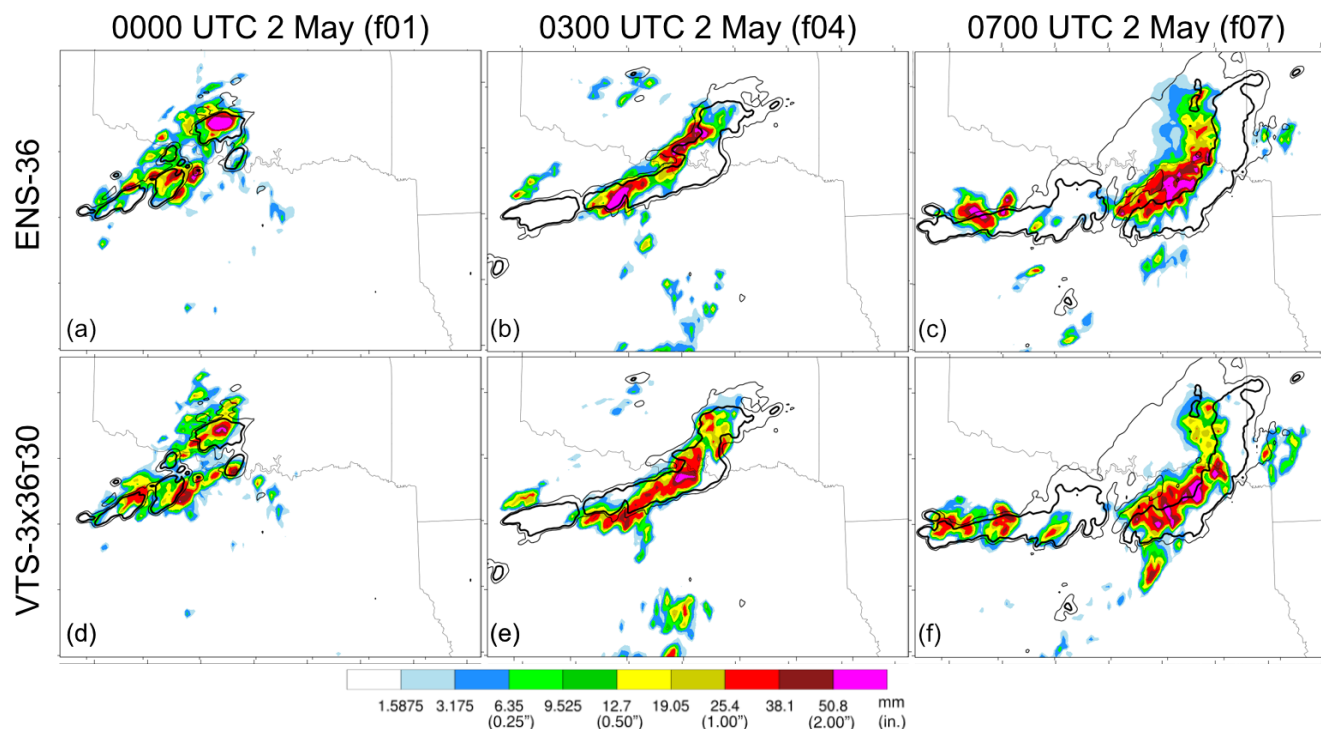 0000 UTC 2 May (f01) 0300 UTC 2 May (f04) 0700 UTC 2 May (f07)
ENS-36
(a) (b) (c)
VTS-3x36T30
(d) (e) (f)
1.5875 3.175 6.35 9.525 12.7 19.05 25.4 38.1 50.8 mm
(0.25") (0.50") (1.00") (2.00") (in.)